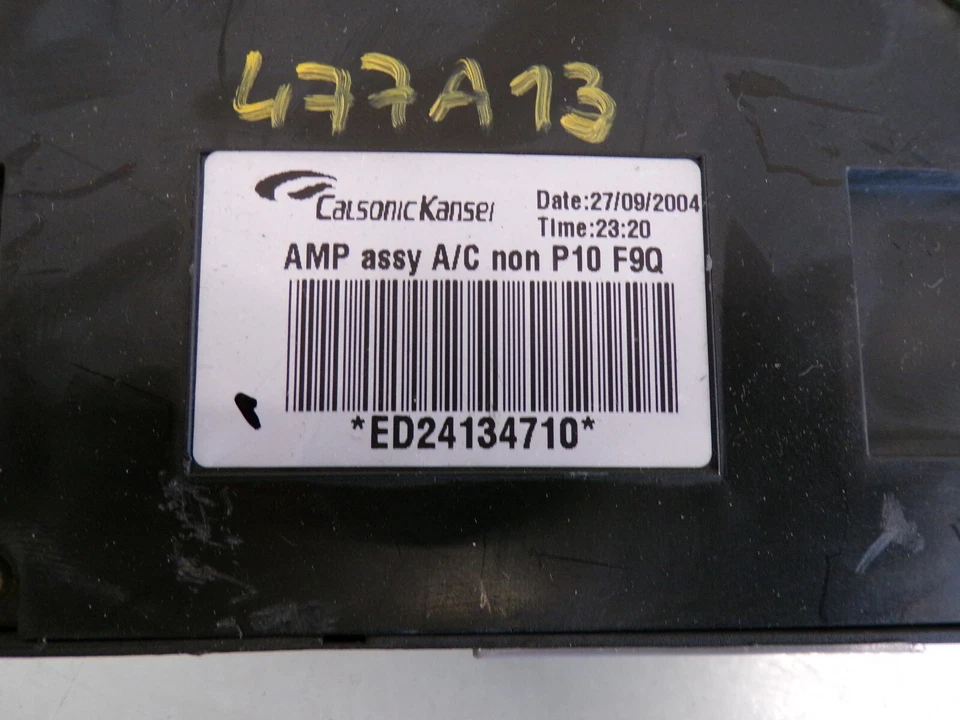 477A13
CalsonicKansei
Date:27/09/2004
Time:23:20
AMP assy A/C non P10 F9Q
*ED24134710*